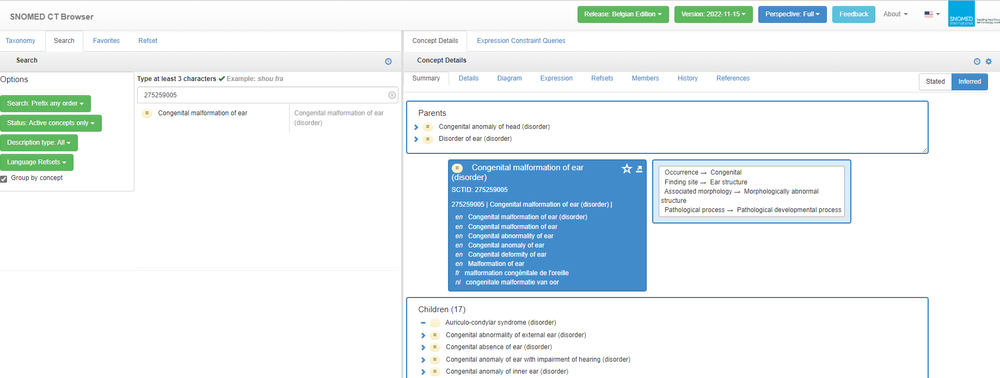 SNOMED CT Browser
Release: Belgian Edition
Version: 2022-11-15
Perspective: Full
Feedback
About
SNOMED
International
Taxonomy
Search
Favorites
Refset
Search
Options
Search: Prefix any order
Status: Active concepts only
Description type: All
Language Refsets
Group by concept
Type at least 3 characters ✔ Example: shou fra
275259005
≡ Congenital malformation of ear
Congenital malformation of ear
(disorder)
Concept Details
Expression Constraint Queries
Concept Details
Summary
Details
Diagram
Expression
Refsets
Members
History
References
Stated
Inferred
Parents
≡ Congenital anomaly of head (disorder)
≡ Disorder of ear (disorder)
≡ Congenital malformation of ear
(disorder)
SCTID: 275259005
275259005 | Congenital malformation of ear (disorder) |
en Congenital malformation of ear (disorder)
en Congenital malformation of ear
en Congenital abnormality of ear
en Congenital anomaly of ear
en Congenital deformity of ear
en Malformation of ear
fr malformation congénitale de l'oreille
nl congenitale malformatie van oor
Occurrence → Congenital
Finding site → Ear structure
Associated morphology → Morphologically abnormal
structure
Pathological process → Pathological developmental process
Children (17)
Auriculo-condylar syndrome (disorder)
≡ Congenital abnormality of external ear (disorder)
≡ Congenital absence of ear (disorder)
≡ Congenital anomaly of ear with impairment of hearing (disorder)
≡ Congenital anomaly of inner ear (disorder)